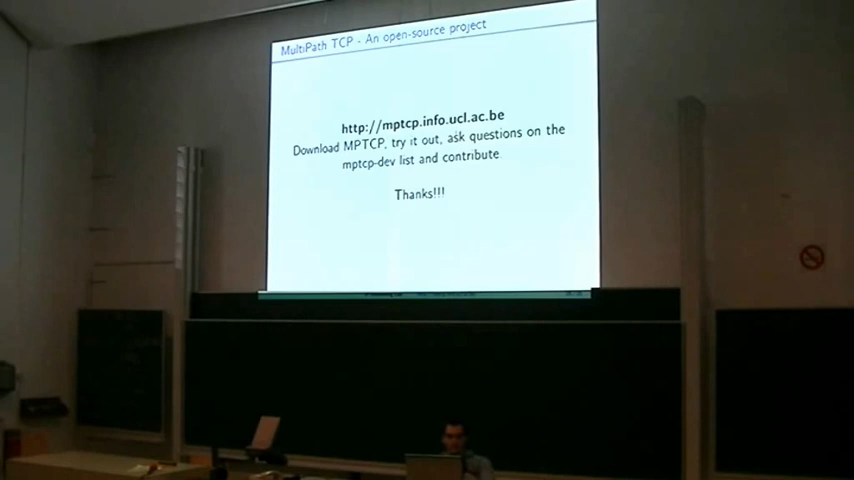 MultiPath TCP - An open-source project
http://mptcp.info.ucl.ac.be
Download MPTCP, try it out, ask questions on the
mptcp-dev list and contribute
Thanks!!!